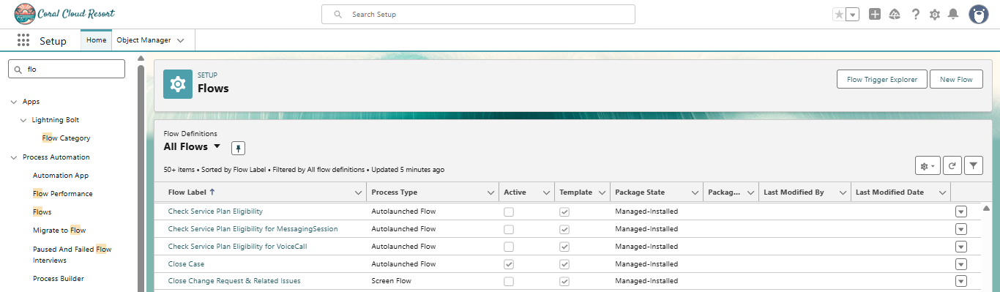 Coral Cloud Resort
Search Setup
Setup
Home
Object Manager
flo
Apps
Lightning Bolt
Flow Category
Process Automation
Automation App
Flow Performance
Flows
Migrate to Flow
Paused And Failed Flow
Interviews
Process Builder
SETUP
Flows
Flow Trigger Explorer
New Flow
Flow Definitions
All Flows
50+ items • Sorted by Flow Label • Filtered by All flow definitions • Updated 5 minutes ago
Flow Label Process Type Active Template Package State Packag... Last Modified By Last Modified Date
Check Service Plan Eligibility Autolaunched Flow Managed-Installed
Check Service Plan Eligibility for MessagingSession Autolaunched Flow Managed-Installed
Check Service Plan Eligibility for VoiceCall Autolaunched Flow Managed-Installed
Close Case Autolaunched Flow Managed-Installed
Close Change Request & Related Issues Screen Flow Managed-Installed